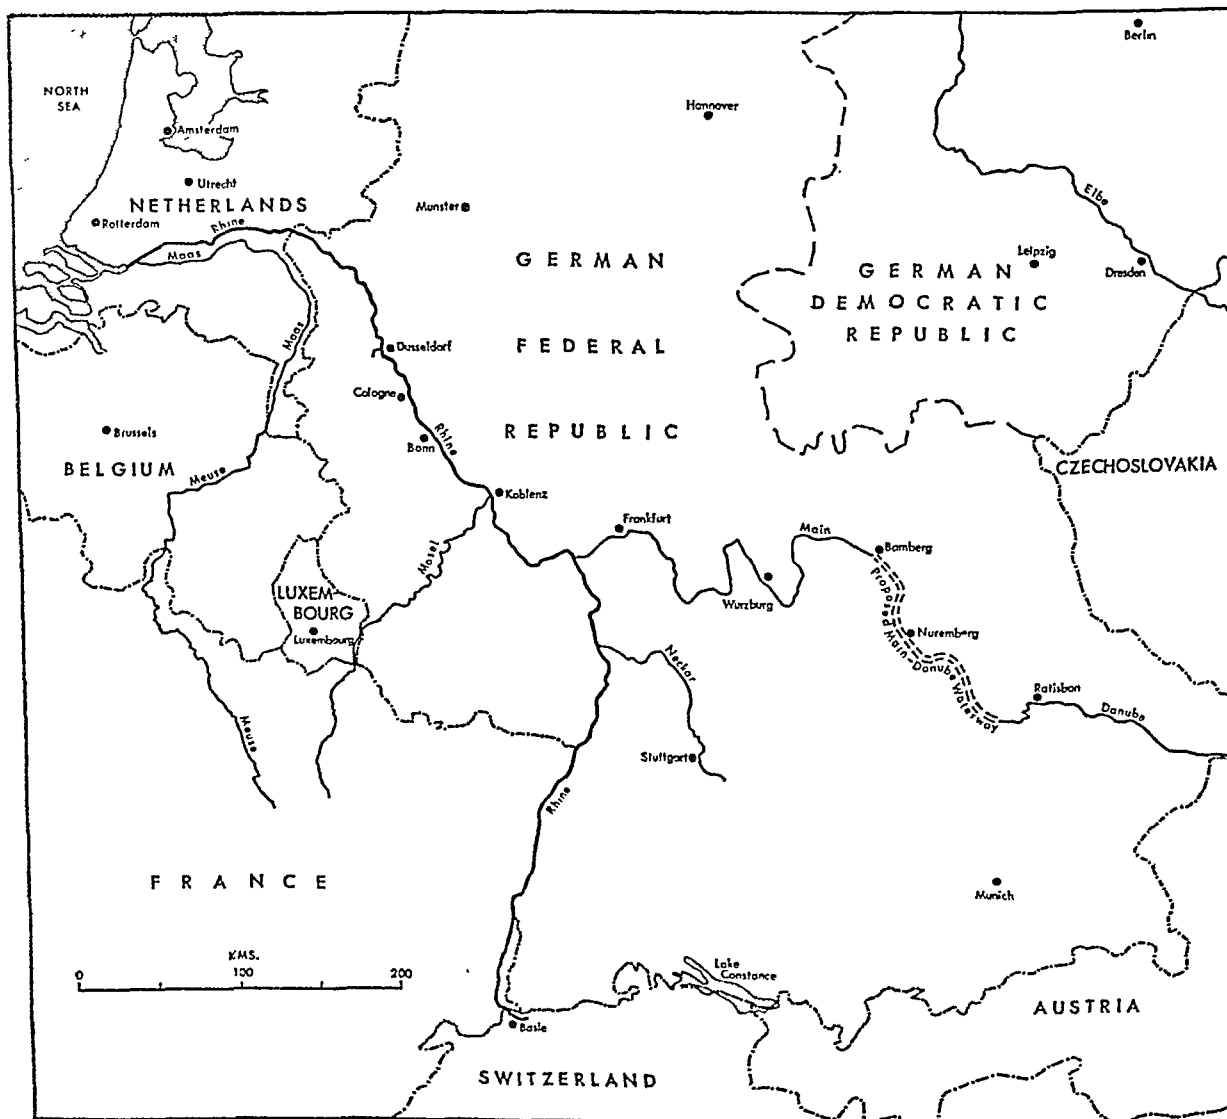 Berlin
NORTH
SEA
Hannover
Amsterdam
Utrecht
NETHERLANDS
Rotterdam
Rhine
Maas
Munster
Elbe
GERMAN
FEDERAL
REPUBLIC
Leipzig
Dresden
GERMAN
DEMOCRATIC
REPUBLIC
Maas
Dusseldorf
Cologne
Bonn
Rhine
Brussels
BELGIUM
Meuse
CZECHOSLOVAKIA
Koblenz
Frankfurt
Main
Bamberg
Mosel
LUXEM-
BOURG
Luxembourg
Wurzburg
Proposed Main-Danube Waterway
Nuremberg
Neckar
Ratisbon
Danube
Meuse
Stuttgart
Rhine
FRANCE
Munich
KMS.
0 100 200
Lake
Constance
AUSTRIA
Basle
SWITZERLAND